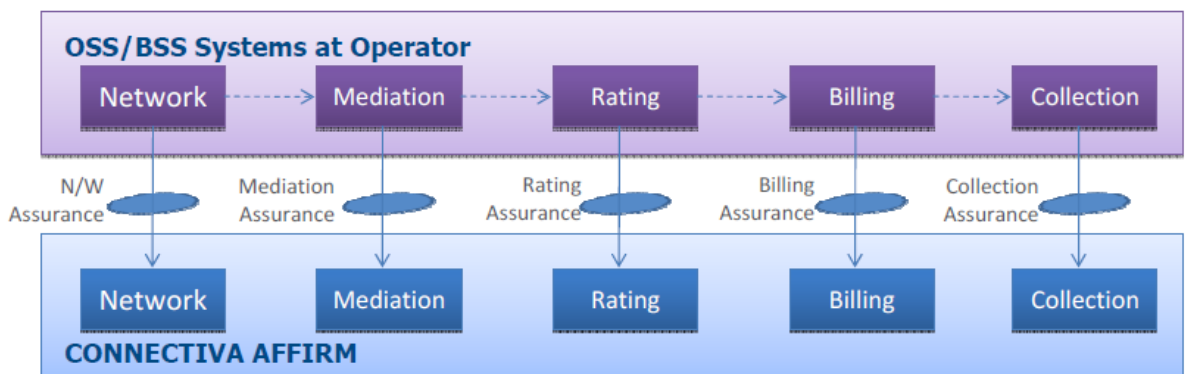 OSS/BSS Systems at Operator
Network
Mediation
Rating
Billing
Collection
N/W
Assurance
Mediation
Assurance
Rating
Assurance
Billing
Assurance
Collection
Assurance
Network
Mediation
Rating
Billing
Collection
CONNECTIVA AFFIRM